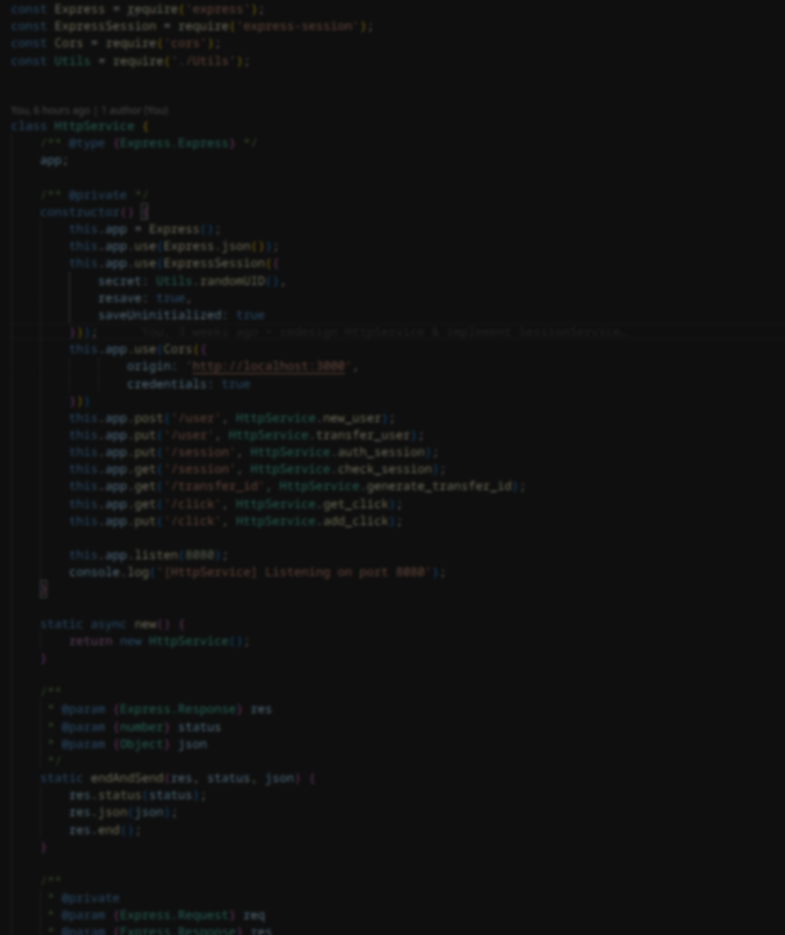 const Express = require('express');
const ExpressSession = require('express-session');
const Cors = require('cors');
const Utils = require('./Utils');
You, 6 hours ago | 1 author (You)
class HttpService {
/** @type {Express.Express} */
app;
/** @private */
constructor() {
this.app = Express();
this.app.use(Express.json());
this.app.use(ExpressSession({
secret: Utils.randomUID(),
resave: true,
saveUninitialized: true
})); You, 3 weeks ago • redesign HttpService & implement SessionService.
this.app.use(Cors({
origin: 'http://localhost:3000',
credentials: true
}))
this.app.post('/user', HttpService.new_user);
this.app.put('/user', HttpService.transfer_user);
this.app.put('/session', HttpService.auth_session);
this.app.get('/session', HttpService.check_session);
this.app.get('/transfer_id', HttpService.generate_transfer_id);
this.app.get('/click', HttpService.get_click);
this.app.put('/click', HttpService.add_click);
this.app.listen(8080);
console.log('[HttpService] Listening on port 8080');
}
static async new() {
return new HttpService();
}
/**
* @param {Express.Response} res
* @param {number} status
* @param {Object} json
*/
static endAndSend(res, status, json) {
res.status(status);
res.json(json);
res.end();
}
/**
* @private
* @param {Express.Request} req
* @param {Express.Response} res